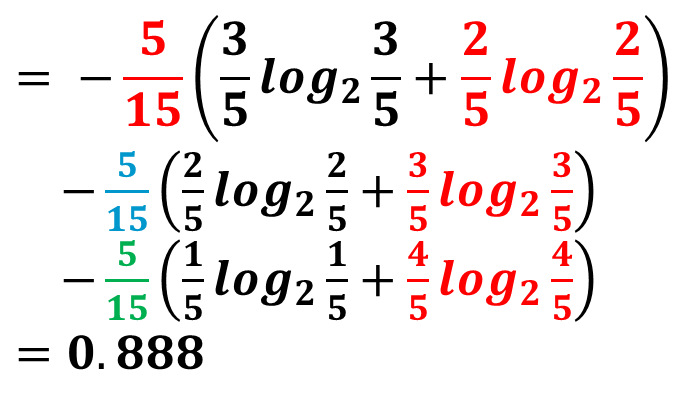 = −5/15(3/5 log₂ 3/5 + 2/5 log₂ 2/5)
−5/15(2/5 log₂ 2/5 + 3/5 log₂ 3/5)
−5/15(1/5 log₂ 1/5 + 4/5 log₂ 4/5)
= 0.888